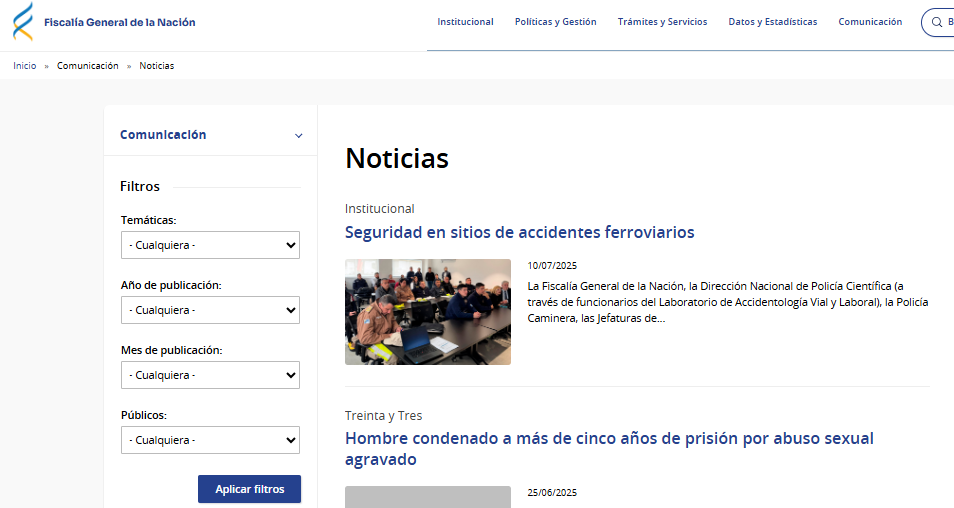 Fiscalía General de la Nación
Institucional
Políticas y Gestión
Trámites y Servicios
Datos y Estadísticas
Comunicación
B
Inicio » Comunicación » Noticias
Comunicación
Filtros
Temáticas:
- Cualquiera -
Año de publicación:
- Cualquiera -
Mes de publicación:
- Cualquiera -
Públicos:
- Cualquiera -
Aplicar filtros
Noticias
Institucional
Seguridad en sitios de accidentes ferroviarios
10/07/2025
La Fiscalía General de la Nación, la Dirección Nacional de Policía Científica (a
través de funcionarios del Laboratorio de Accidentología Vial y Laboral), la Policía
Caminera, las Jefaturas de...
Treinta y Tres
Hombre condenado a más de cinco años de prisión por abuso sexual
agravado
25/06/2025